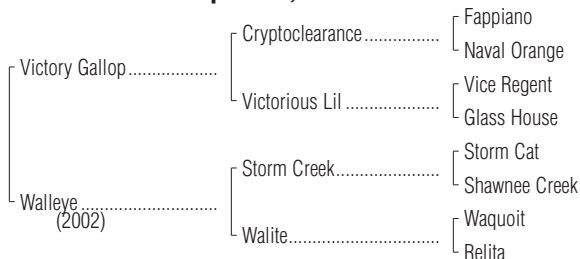 Fappiano
Cryptoclearance................
Naval Orange
Victory Gallop...................
Vice Regent
Victorious Lil ....................
Glass House
Storm Cat
Storm Creek......................
Shawnee Creek
Walleye .............................
(2002)
Waquoit
Walite................................
Relita